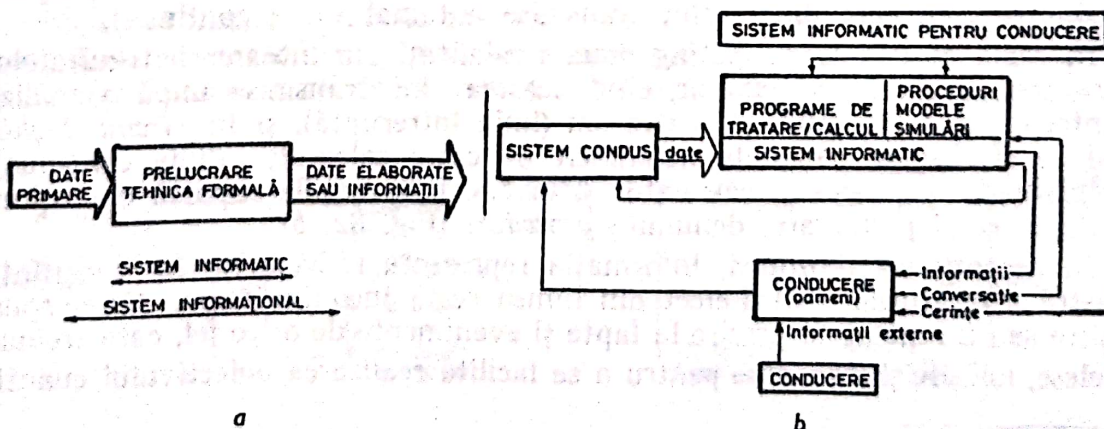 DATE
PRIMARE
PRELUCRARE
TEHNICA FORMALĂ
DATE ELABORATE
SAU INFORMAȚII
SISTEM INFORMATIC
SISTEM INFORMAȚIONAL
a
SISTEM INFORMATIC PENTRU CONDUCERE
PROGRAME DE
TRATARE/CALCUL
PROCEDURI
MODELE
SIMULĂRI
SISTEM INFORMATIC
SISTEM CONDUS
date
CONDUCERE
(oameni)
Informații
Conversație
Cerințe
Informații externe
CONDUCERE
b